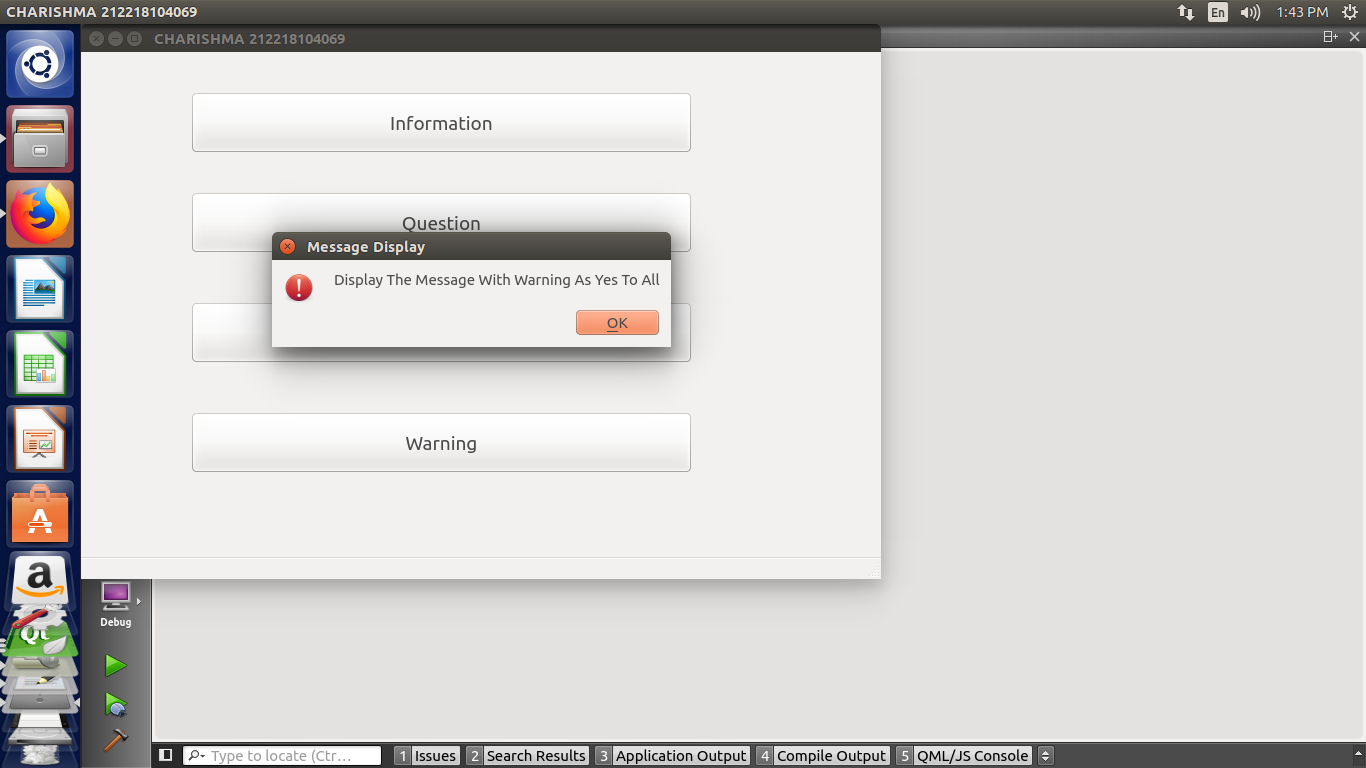 CHARISHMA 212218104069
En
1:43 PM
CHARISHMA 212218104069
Information
Question
Message Display
Display The Message With Warning As Yes To All
OK
Warning
Debug
Type to locate (Ctr...
1 Issues
2 Search Results
3 Application Output
4 Compile Output
5 QML/JS Console